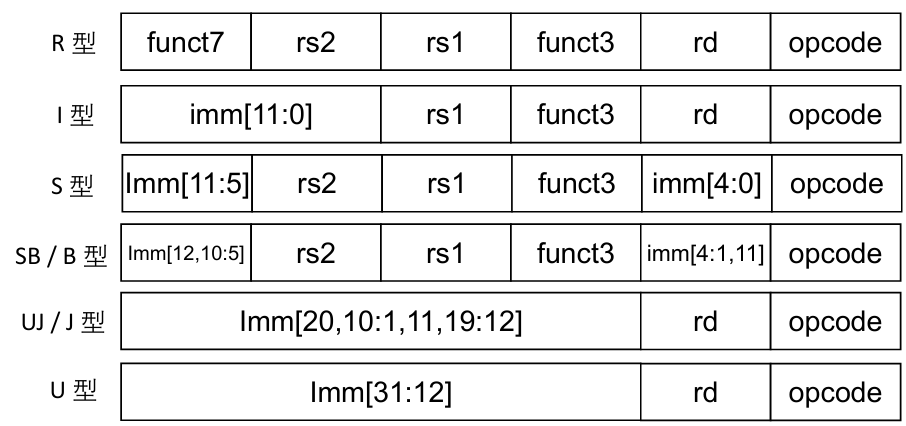 R 型 funct7 rs2 rs1 funct3 rd opcode
I 型 imm[11:0] rs1 funct3 rd opcode
S 型 Imm[11:5] rs2 rs1 funct3 imm[4:0] opcode
SB / B 型 Imm[12,10:5] rs2 rs1 funct3 imm[4:1,11] opcode
UJ / J 型 Imm[20,10:1,11,19:12] rd opcode
U 型 Imm[31:12] rd opcode